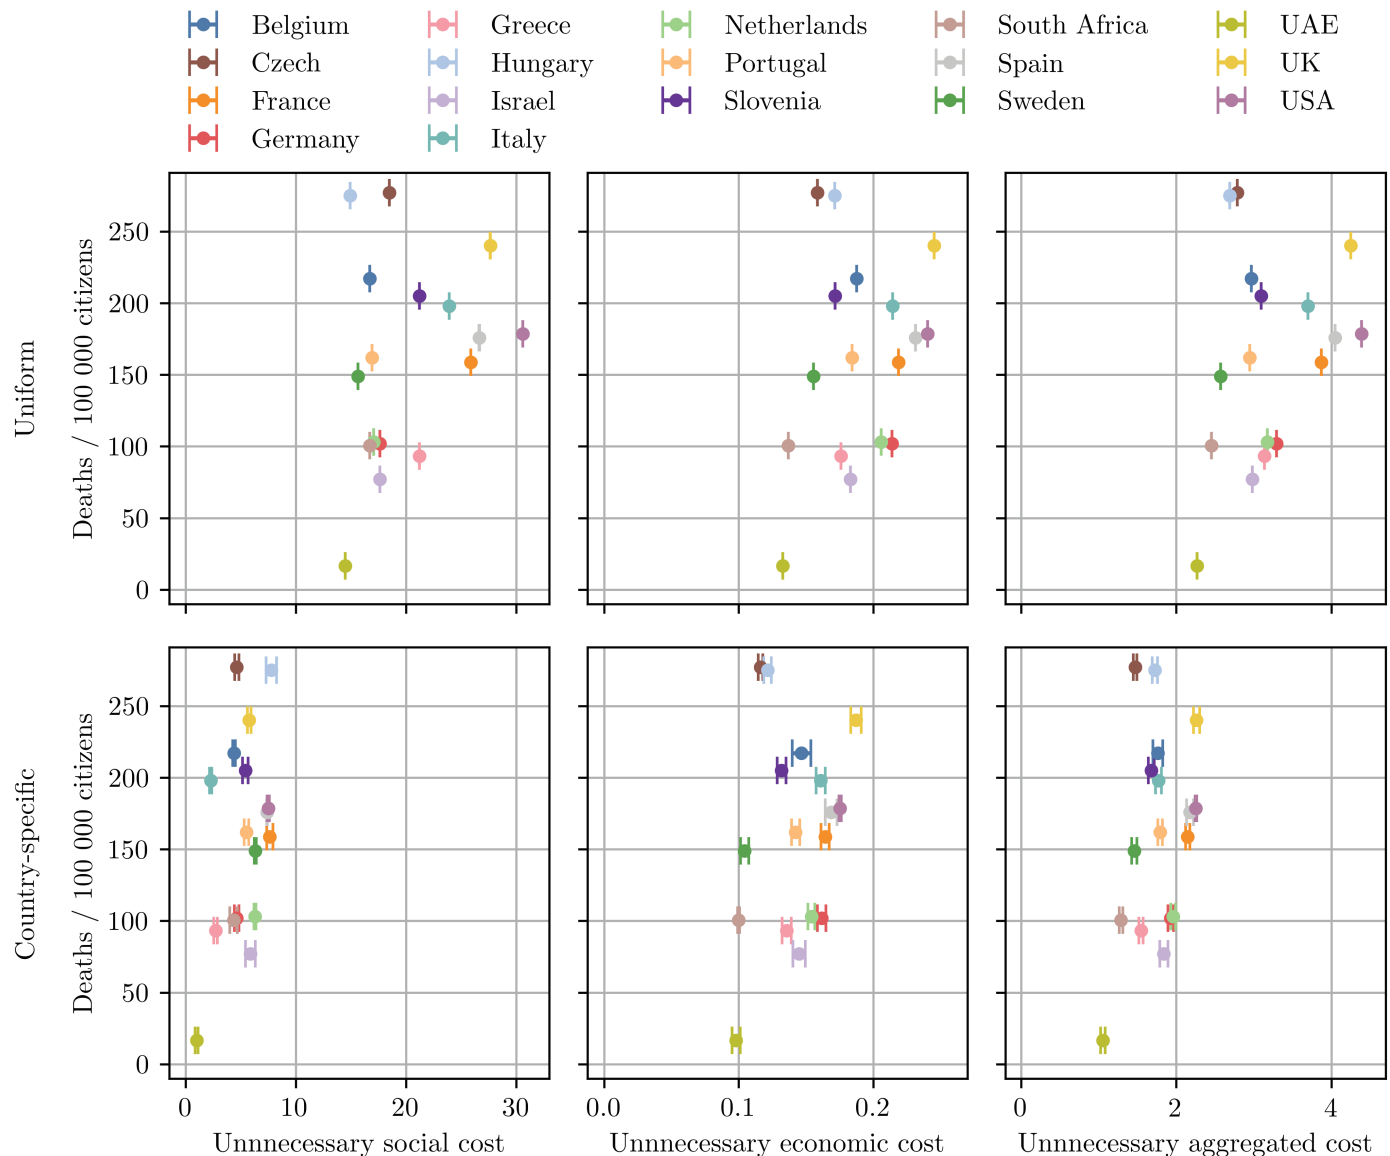 Belgium Greece Netherlands South Africa UAE
Czech Hungary Portugal Spain UK
France Israel Slovenia Sweden USA
Germany Italy
Uniform
Deaths / 100 000 citizens
250
200
150
100
50
0
Country-specific
Deaths / 100 000 citizens
250
200
150
100
50
0
0 10 20 30 0.0 0.1 0.2 0 2 4
Unnnecessary social cost Unnnecessary economic cost Unnnecessary aggregated cost